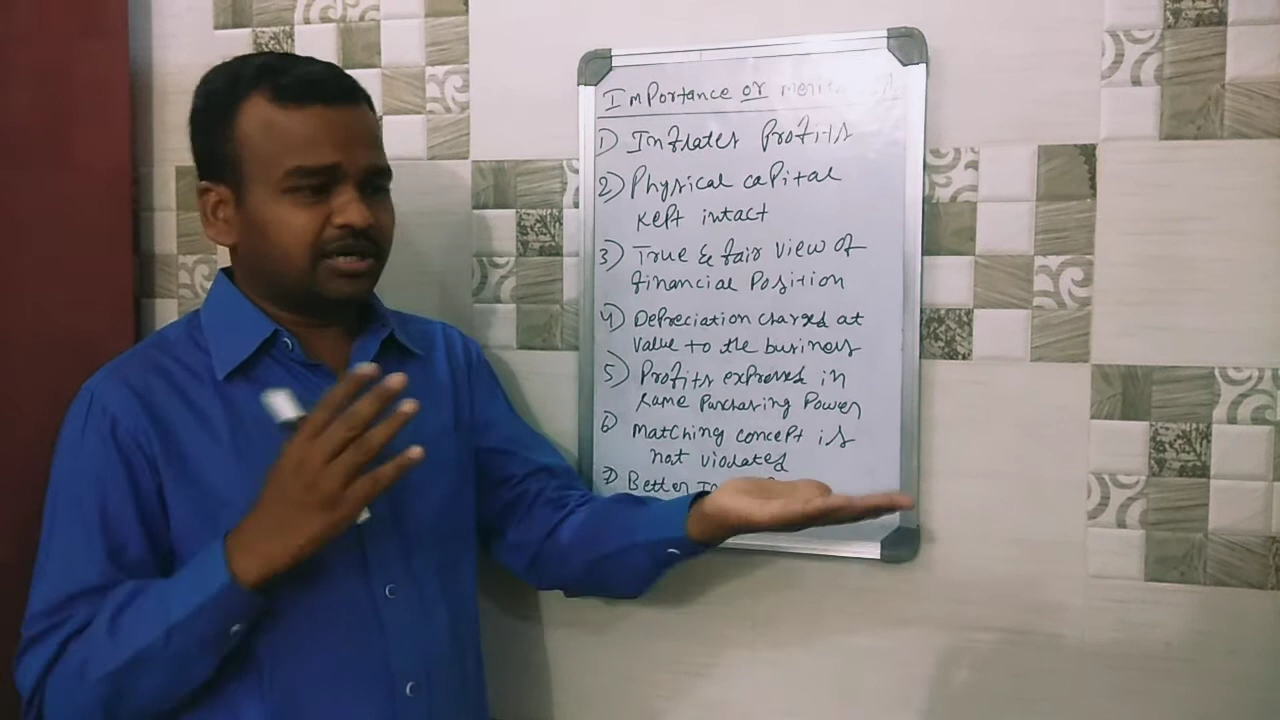 Importance or merits
1) Inflates Profits
2) Physical capital
Kept intact
3) True & fair view of
financial Position
4) Depreciation charged at
Value to the business
5) Profits expressed in
same Purchasing Power
6) Matching concept is
not violated
7) Better